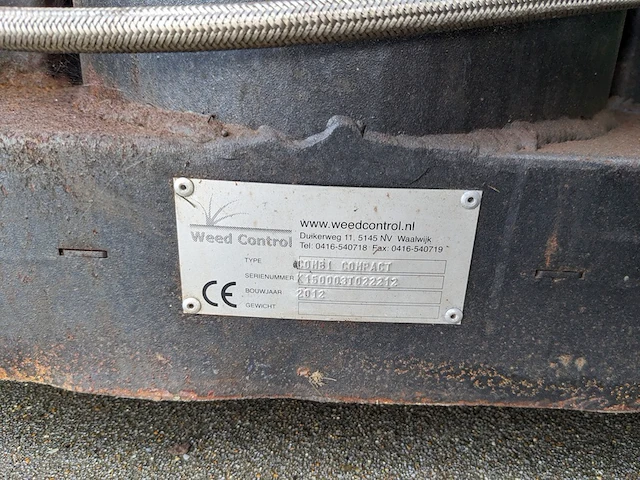 Weed Control
www.weedcontrol.nl
Duikerweg 11, 5145 NV Waalwijk
Tel: 0416-540718 Fax: 0416-540719
TYPE COMBI COMPACT
SERIENUMMER K150003T022212
BOUWJAAR 2012
GEWICHT
CE